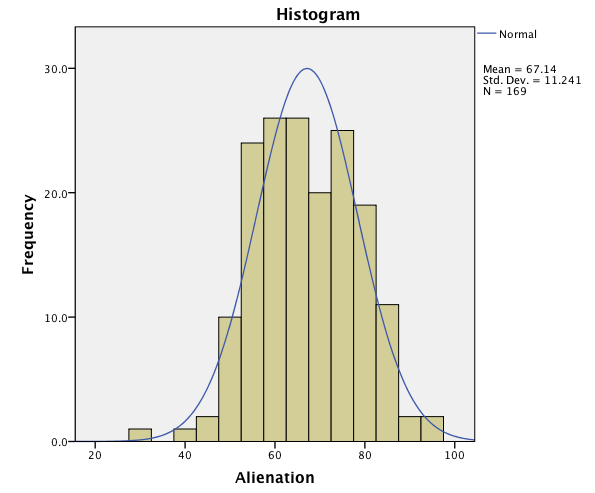 Histogram
Normal
Mean = 67.14
Std. Dev. = 11.241
N = 169
30.0
20.0
10.0
0.0
Frequency
20 40 60 80 100
Alienation